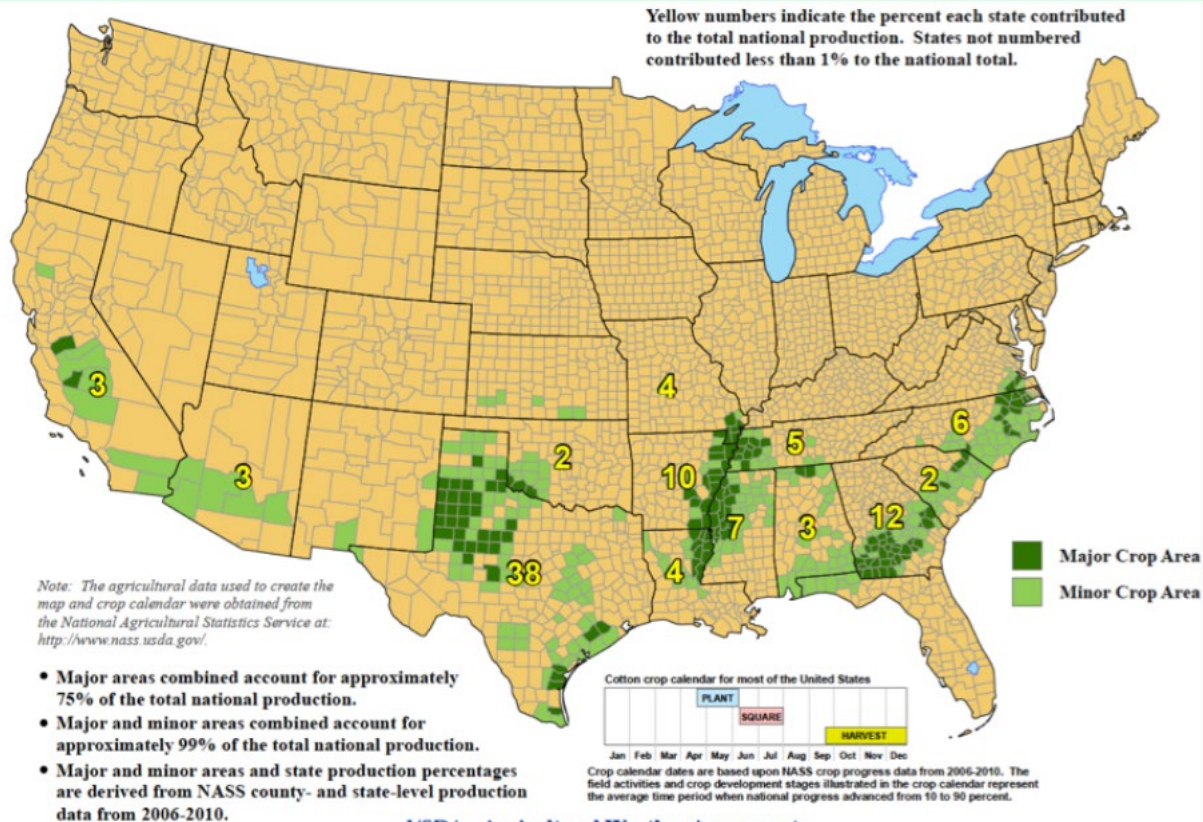 Yellow numbers indicate the percent each state contributed
to the total national production. States not numbered
contributed less than 1% to the national total.
3
3
2
38
4
10
4
5
7
3
12
2
6
Major Crop Area
Minor Crop Area
Note: The agricultural data used to create the
map and crop calendar were obtained from
the National Agricultural Statistics Service at:
http://www.nass.usda.gov/.
• Major areas combined account for approximately
75% of the total national production.
• Major and minor areas combined account for
approximately 99% of the total national production.
• Major and minor areas and state production percentages
are derived from NASS county- and state-level production
data from 2006-2010.
Cotton crop calendar for most of the United States
PLANT
SQUARE
HARVEST
Jan Feb Mar Apr May Jun Jul Aug Sep Oct Nov Dec
Crop calendar dates are based upon NASS crop progress data from 2006-2010. The
field activities and crop development stages illustrated in the crop calendar represent
the average time period when national progress advanced from 10 to 90 percent.